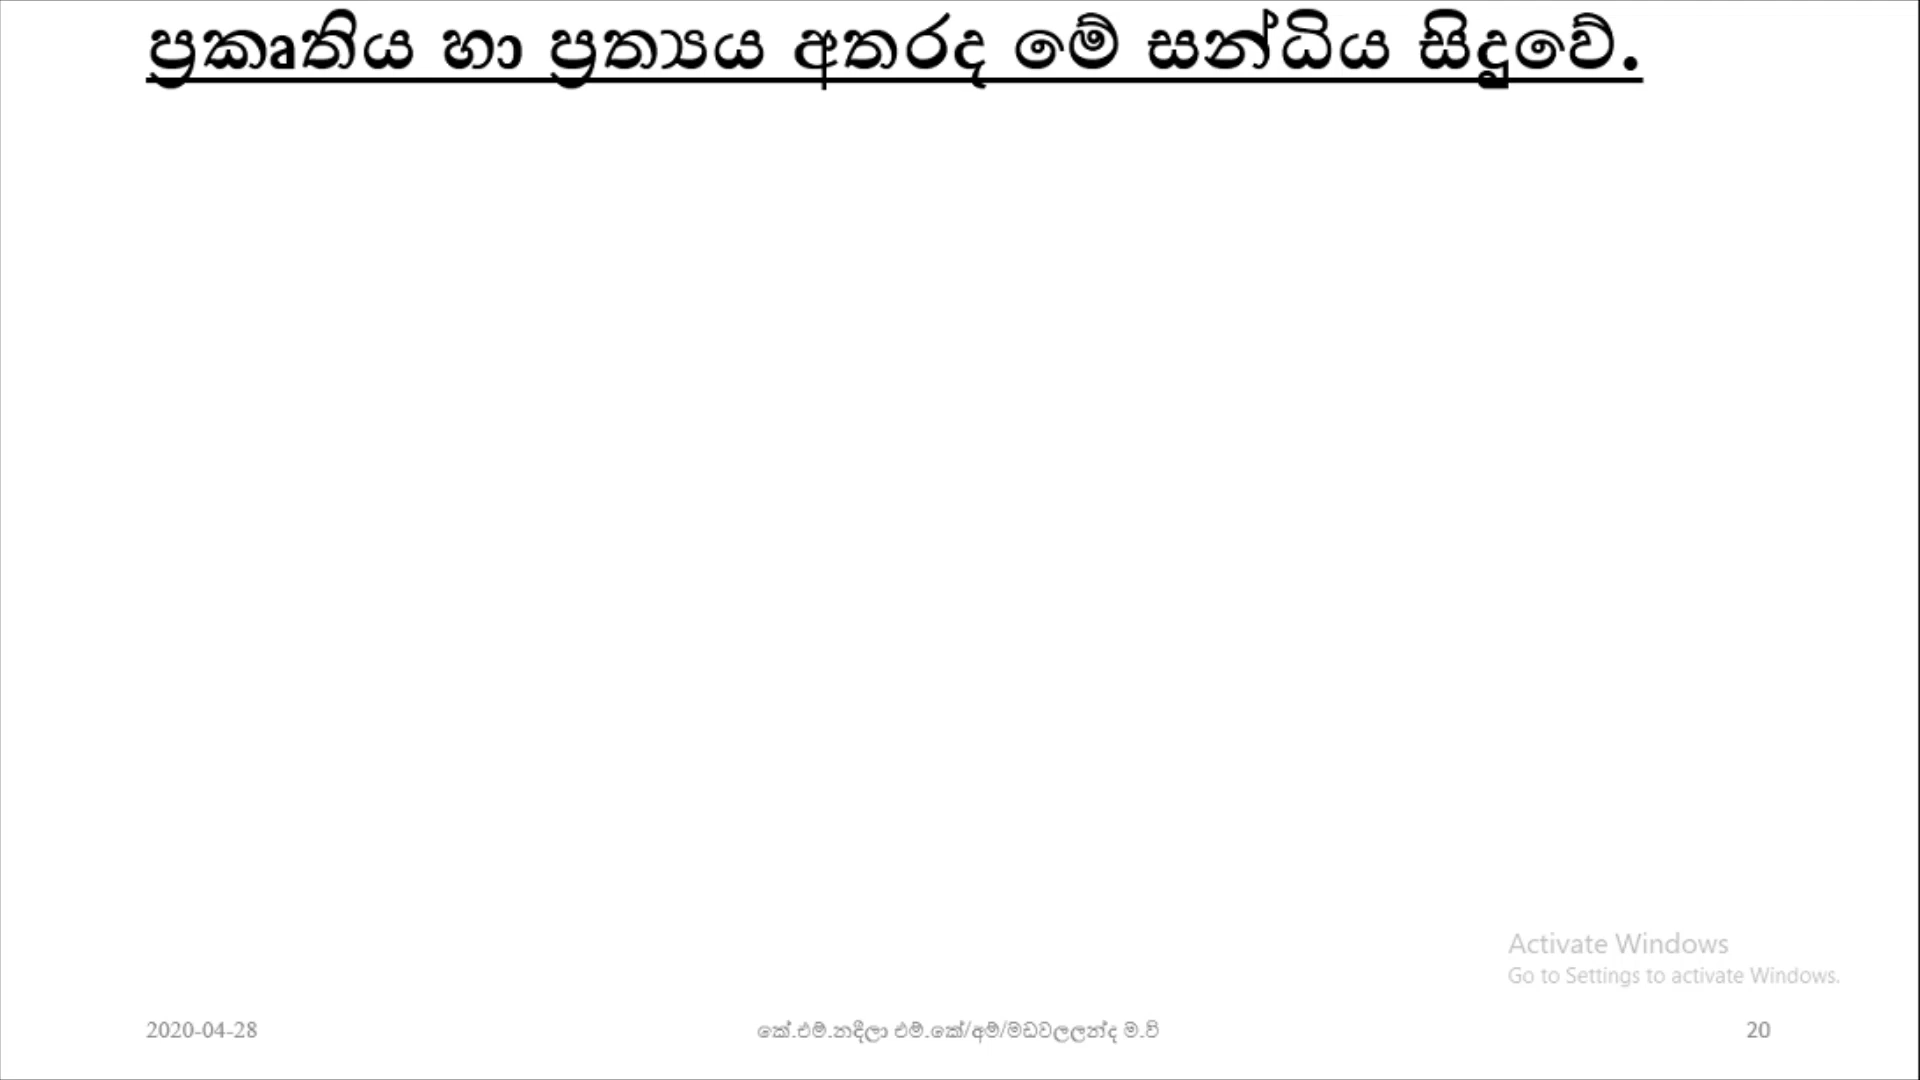 ප්‍රකෘතිය හා ප්‍රත්‍යය අතරද මේ සන්ධිය සිදුවේ.
Activate Windows
Go to Settings to activate Windows.
2020-04-28
කේ.එම්.නදීලා එම්.කේ/අම්/මඩවලලන්ද ම.වි
20